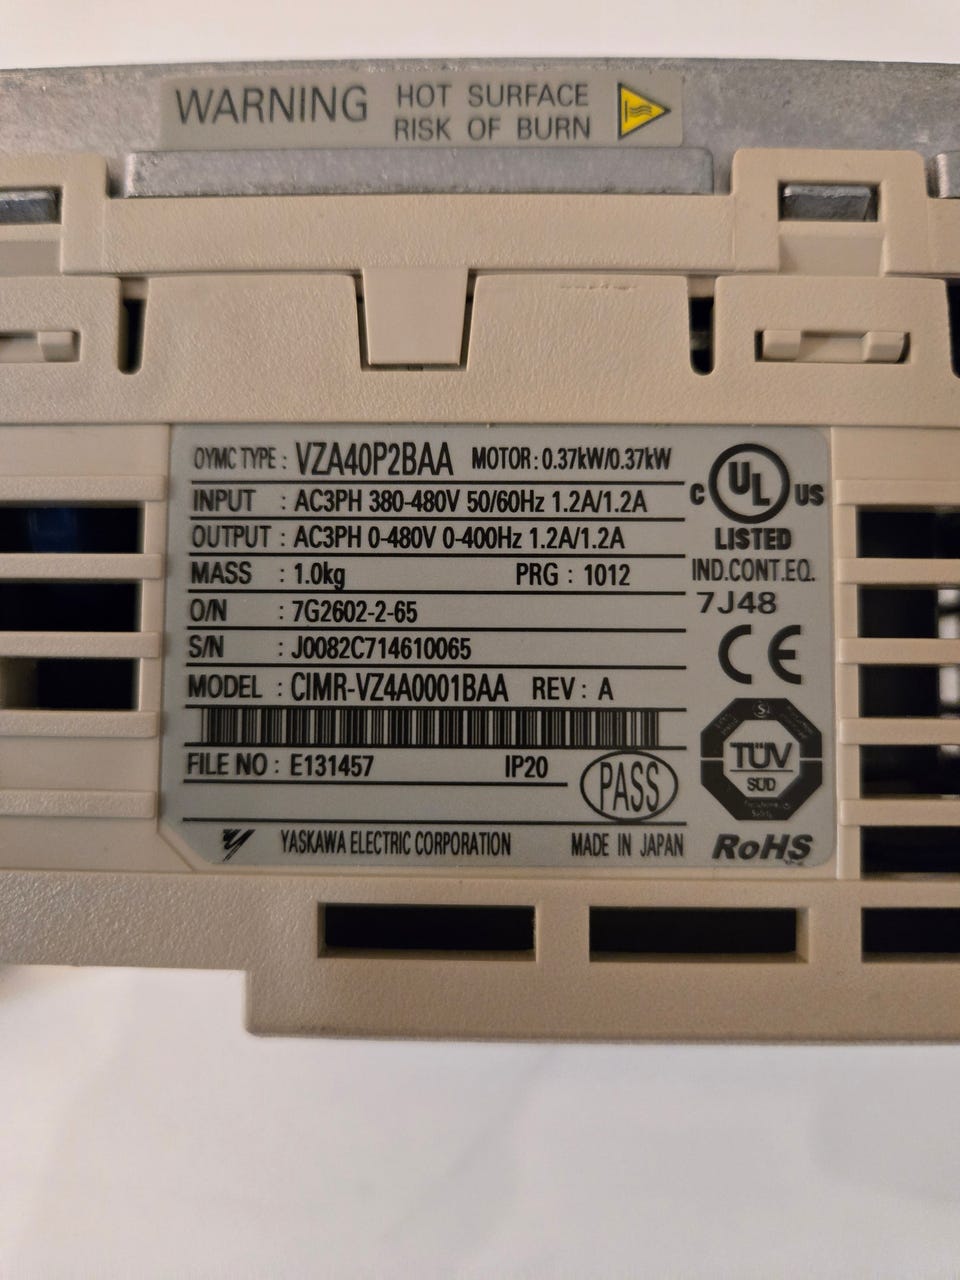 WARNING HOT SURFACE
RISK OF BURN
OYMC TYPE : VZA40P2BAA MOTOR : 0.37kW/0.37kW
INPUT : AC3PH 380-480V 50/60Hz 1.2A/1.2A
OUTPUT : AC3PH 0-480V 0-400Hz 1.2A/1.2A
MASS : 1.0kg PRG : 1012
O/N : 7G2602-2-65
S/N : J0082C714610065
MODEL : CIMR-VZ4A0001BAA REV : A
FILE NO : E131457 IP20
PASS
YASKAWA ELECTRIC CORPORATION MADE IN JAPAN
C UL US
LISTED
IND.CONT.EQ.
7J48
CE
TÜV
SÜD
RoHS